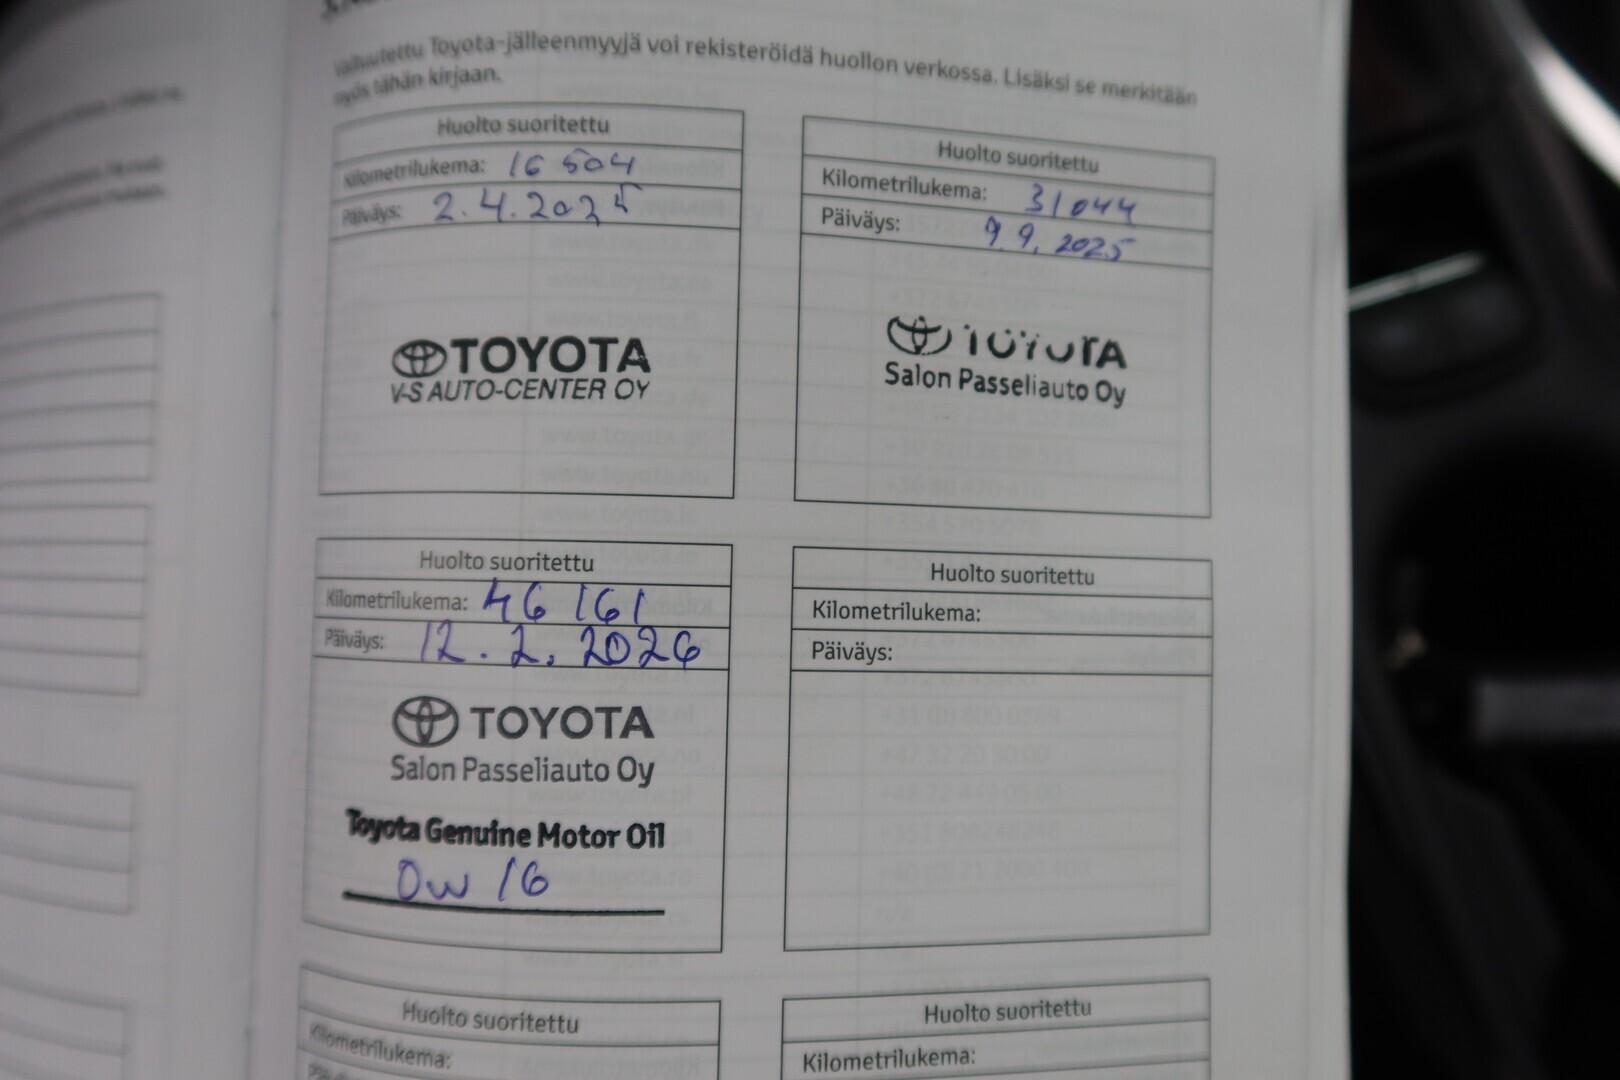 valtuutettu Toyota-jälleenmyyjä voi rekisteröidä huollon verkossa. Lisäksi se merkitään
myös tähän kirjaan.
Huolto suoritettu
Kilometrilukema: 16 504
Päiväys: 2.4.2025
TOYOTA
V-S AUTO-CENTER OY
Huolto suoritettu
Kilometrilukema: 31044
Päiväys: 9.9.2025
TOYOTA
Salon Passeliauto Oy
Huolto suoritettu
Kilometrilukema: 46 161
Päiväys: 12.2.2026
TOYOTA
Salon Passeliauto Oy
Toyota Genuine Motor Oil
0w 16
Huolto suoritettu
Kilometrilukema:
Päiväys:
Huolto suoritettu
Kilometrilukema:
Huolto suoritettu
Kilometrilukema: